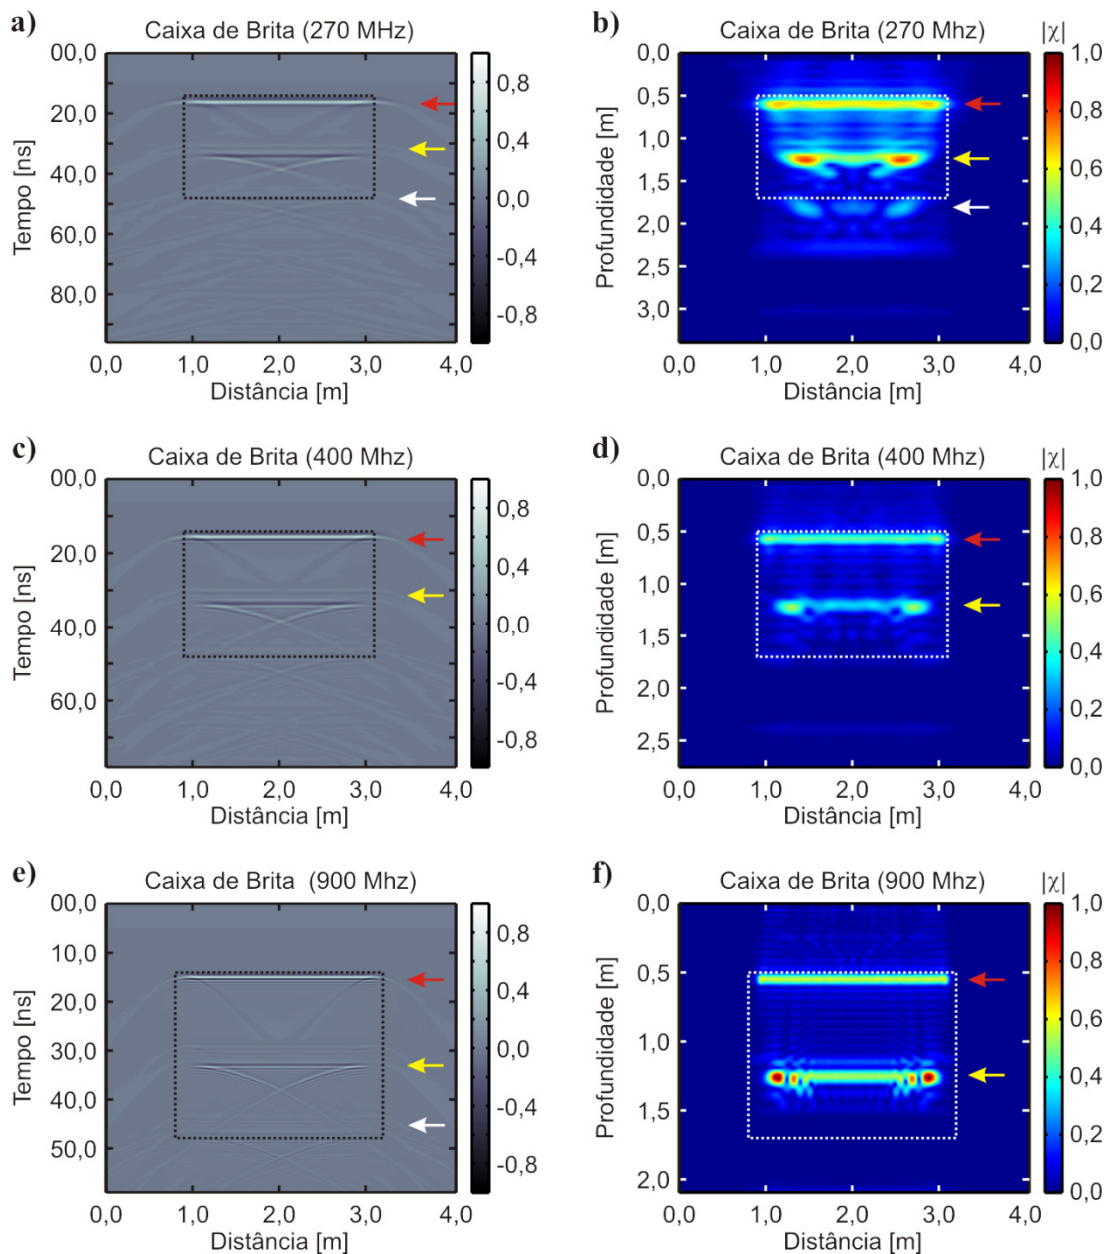 a)
Caixa de Brita (270 MHz)
00,0
20,0
40,0
60,0
80,0
Tempo [ns]
0,8
0,4
0,0
-0,4
-0,8
0,0 1,0 2,0 3,0 4,0
Distância [m]
b)
Caixa de Brita (270 Mhz)
|χ|
0,0
0,5
1,0
1,5
2,0
2,5
3,0
Profundidade [m]
1,0
0,8
0,6
0,4
0,2
0,0
0,0 1,0 2,0 3,0 4,0
Distância [m]
c)
Caixa de Brita (400 Mhz)
00,0
20,0
40,0
60,0
Tempo [ns]
0,8
0,4
0,0
-0,4
-0,8
0,0 1,0 2,0 3,0 4,0
Distância [m]
d)
Caixa de Brita (400 Mhz)
|χ|
0,0
0,5
1,0
1,5
2,0
2,5
Profundidade [m]
1,0
0,8
0,6
0,4
0,2
0,0
0,0 1,0 2,0 3,0 4,0
Distância [m]
e)
Caixa de Brita (900 Mhz)
00,0
10,0
20,0
30,0
40,0
50,0
Tempo [ns]
0,8
0,4
0,0
-0,4
-0,8
0,0 1,0 2,0 3,0 4,0
Distância [m]
f)
Caixa de Brita (900 Mhz)
|χ|
0,0
0,5
1,0
1,5
2,0
Profundidade [m]
1,0
0,8
0,6
0,4
0,2
0,0
0,0 1,0 2,0 3,0 4,0
Distância [m]